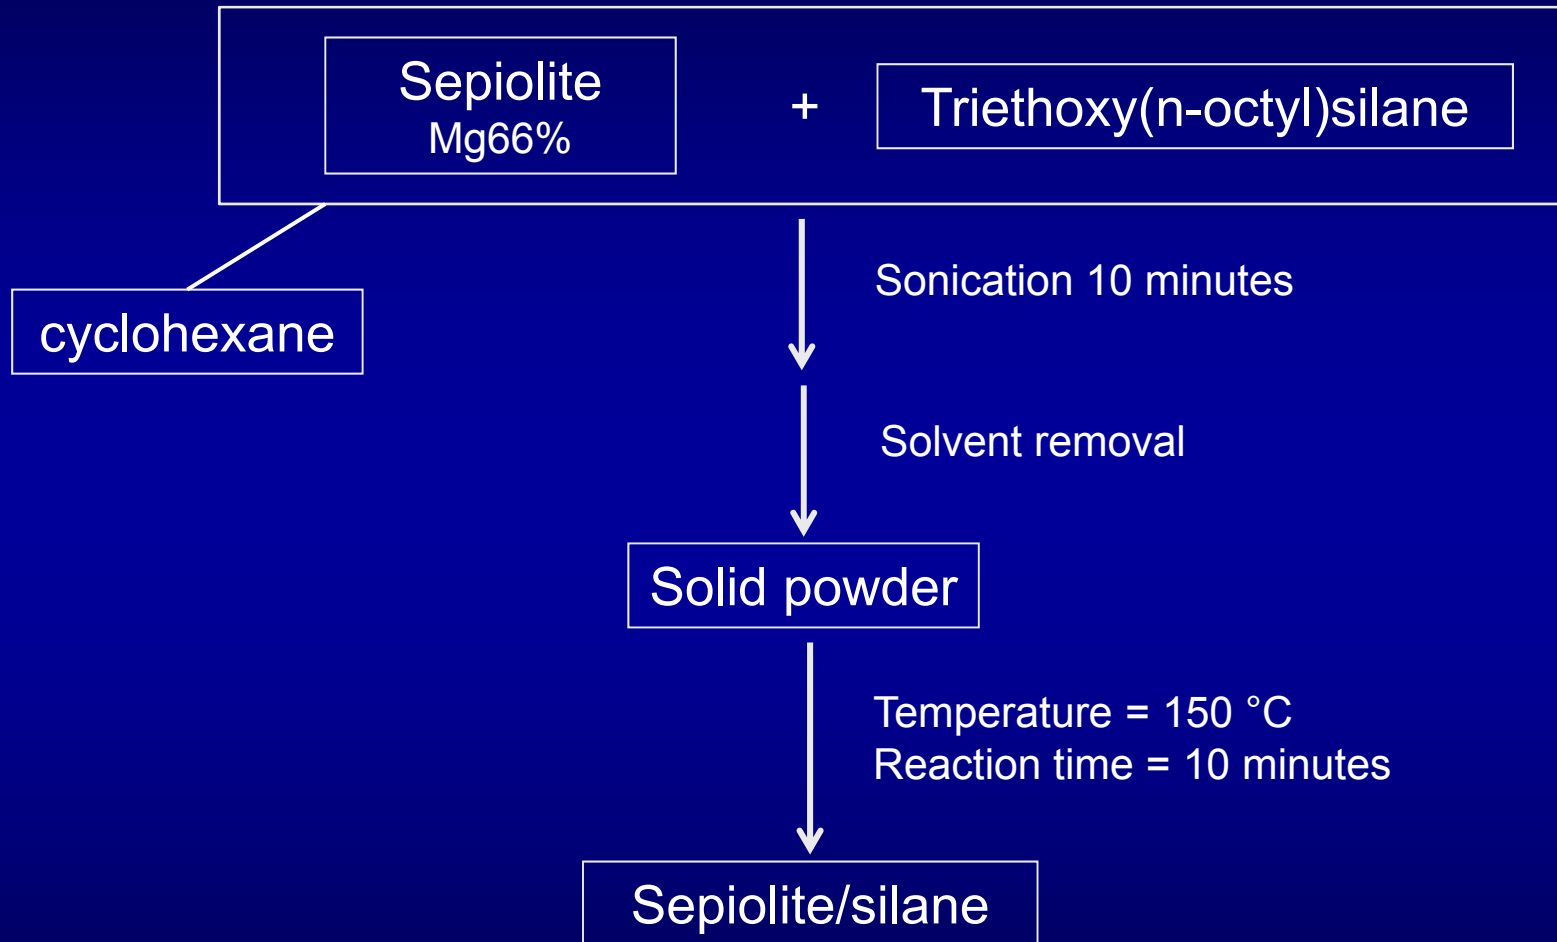 Sepiolite
Mg66%
+
Triethoxy(n-octyl)silane
Sonication 10 minutes
cyclohexane
Solvent removal
Solid powder
Temperature = 150 °C
Reaction time = 10 minutes
Sepiolite/silane